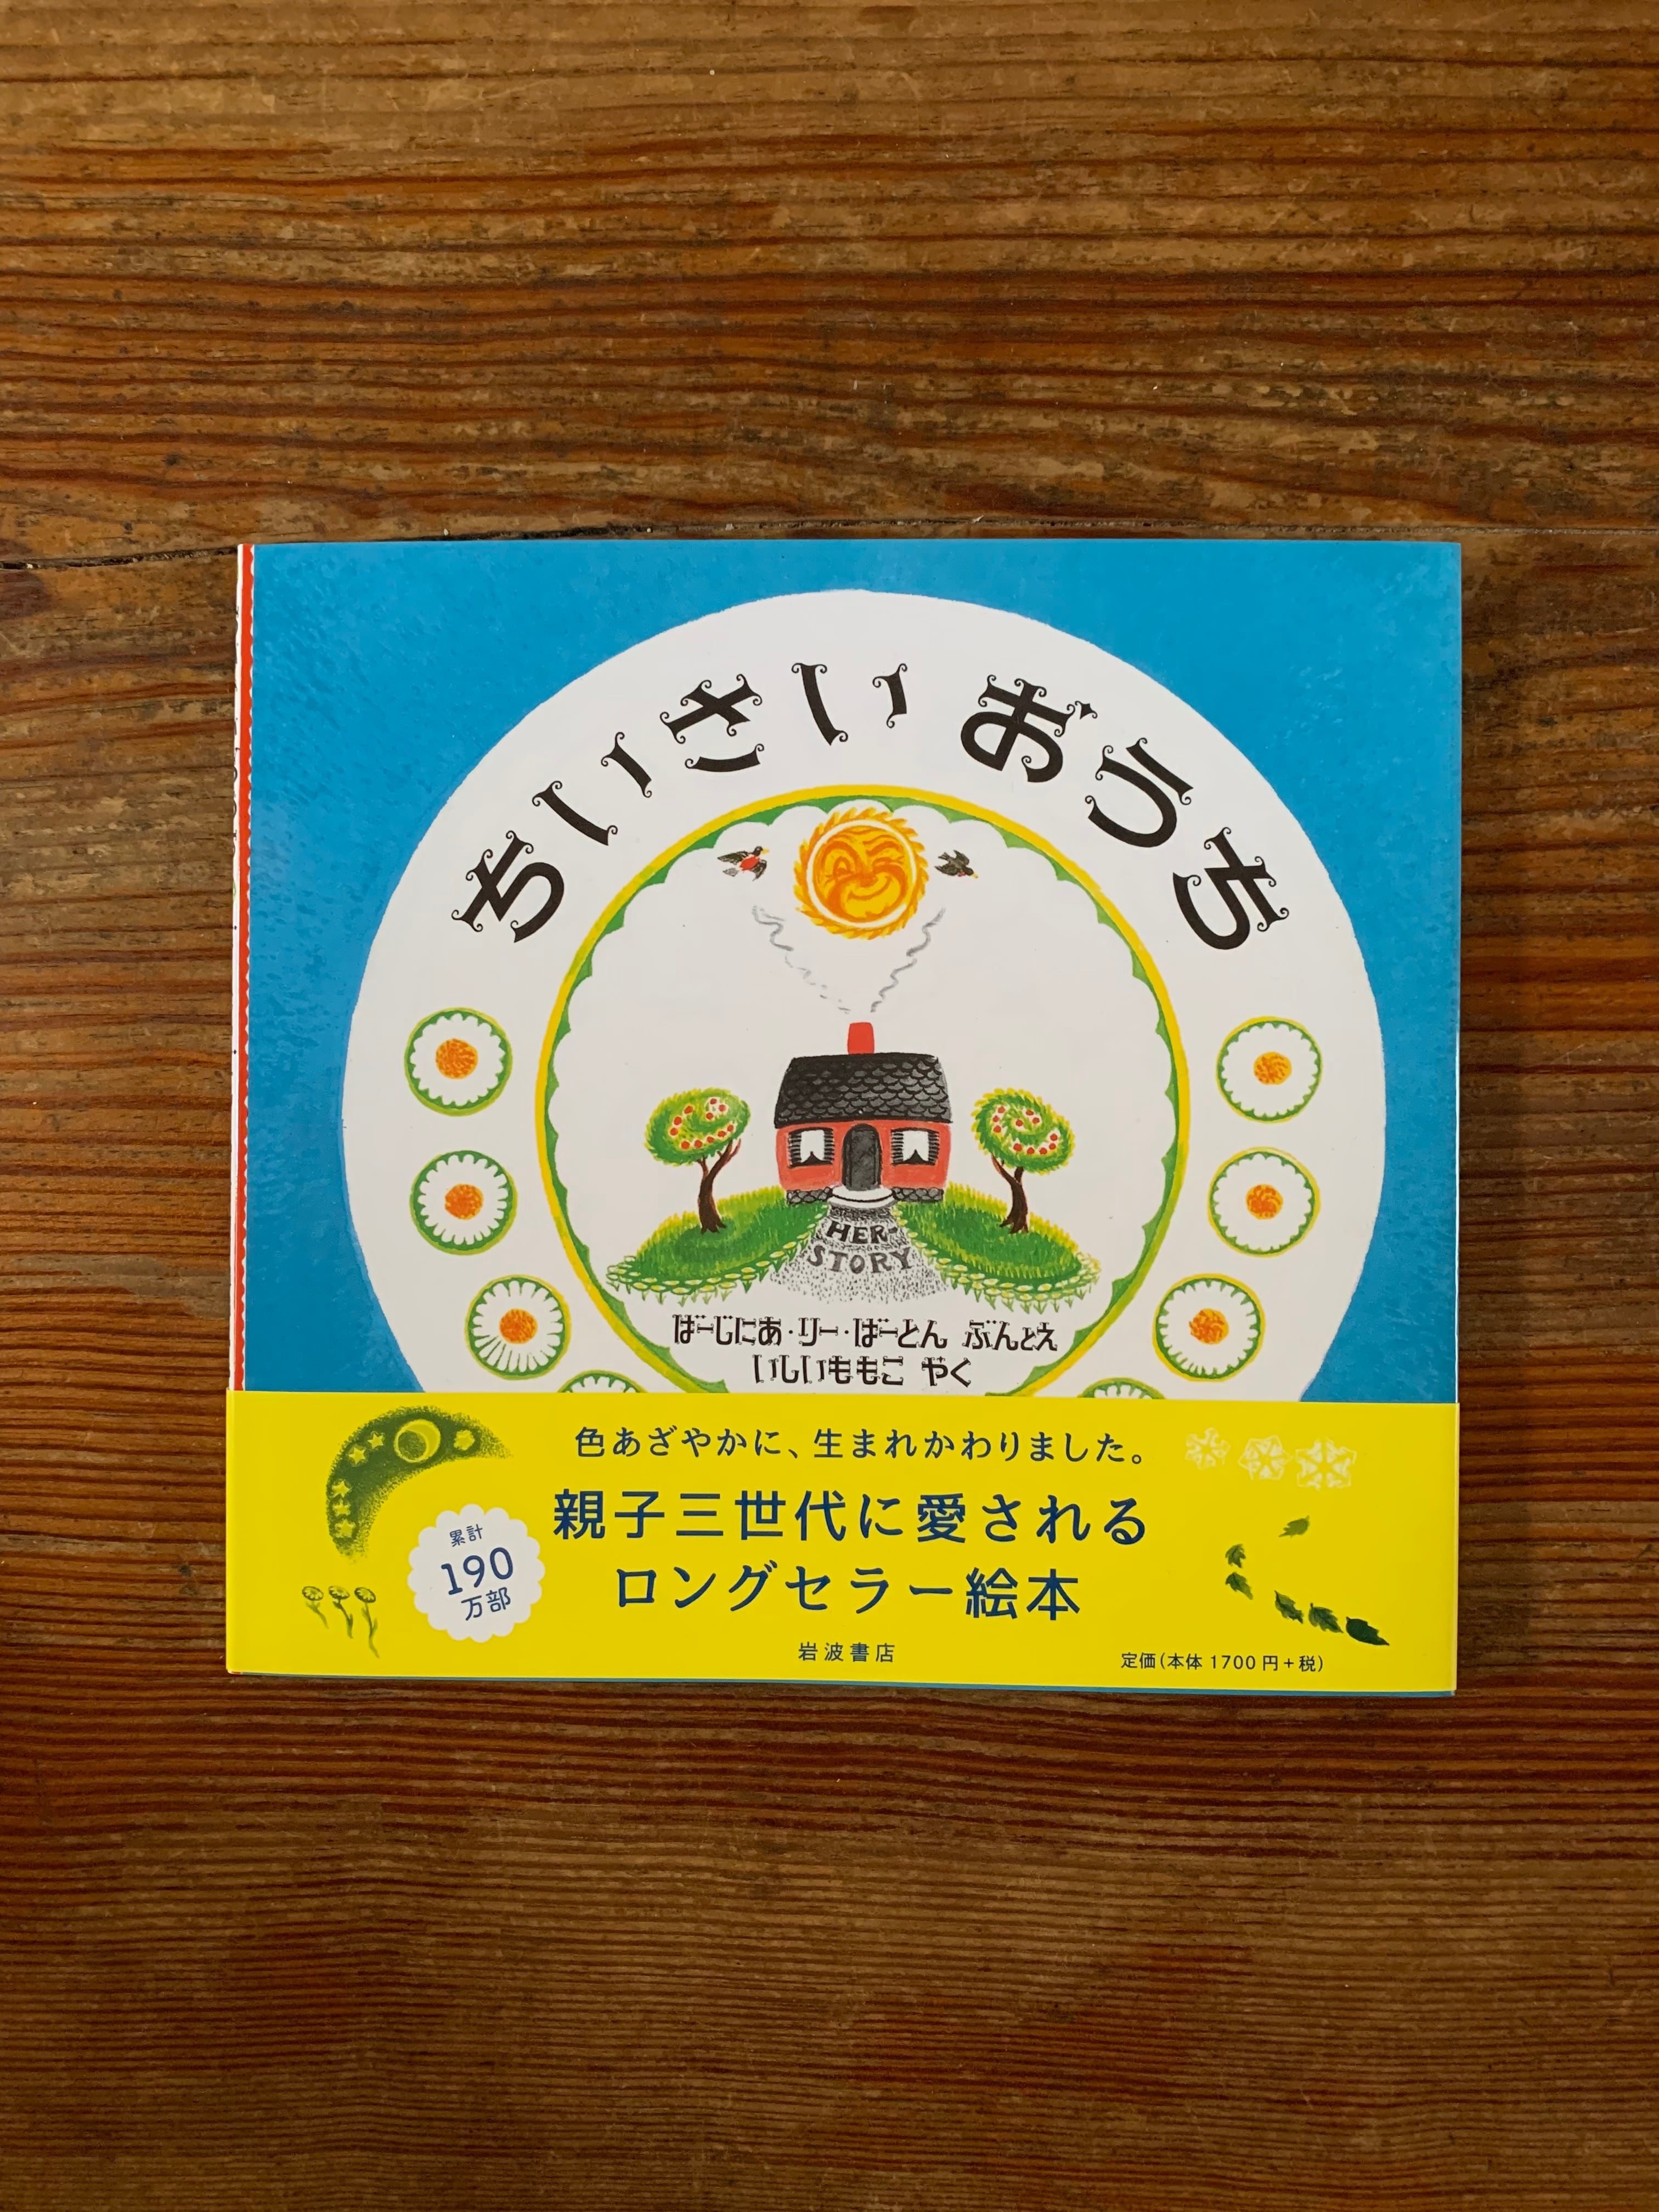 ちいさい おうち
HER-
STORY
ばーじにあ・りー・ばーとん ぶんとえ
いしいももこ やく
色あざやかに、生まれかわりました。
親子三世代に愛される
ロングセラー絵本
累計
190
万部
岩波書店
定価(本体1700円+税)